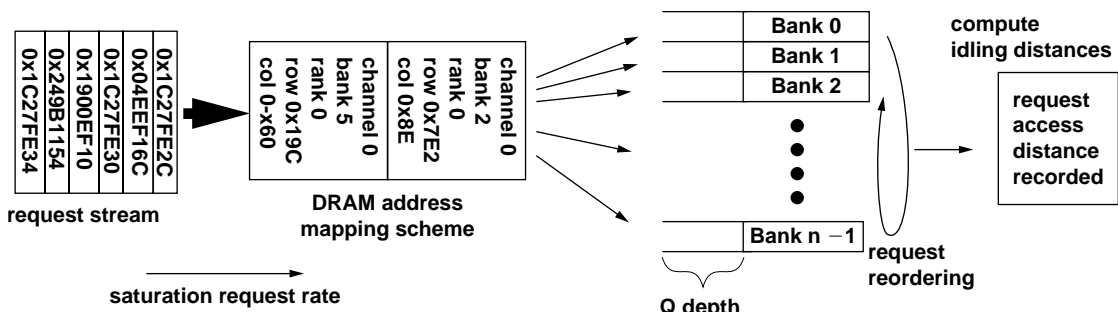 0x1C27FE34
0x249B1154
0x1900EF10
0x1C27FE30
0x04EEF16C
0x1C27FE2C
request stream
channel 0
bank 5
rank 0
row 0x19C
col 0-x60
channel 0
bank 2
rank 0
row 0x7E2
col 0x8E
DRAM address
mapping scheme
saturation request rate
Bank 0
Bank 1
Bank 2
Bank n −1
Q depth
request
reordering
compute
idling distances
request
access
distance
recorded